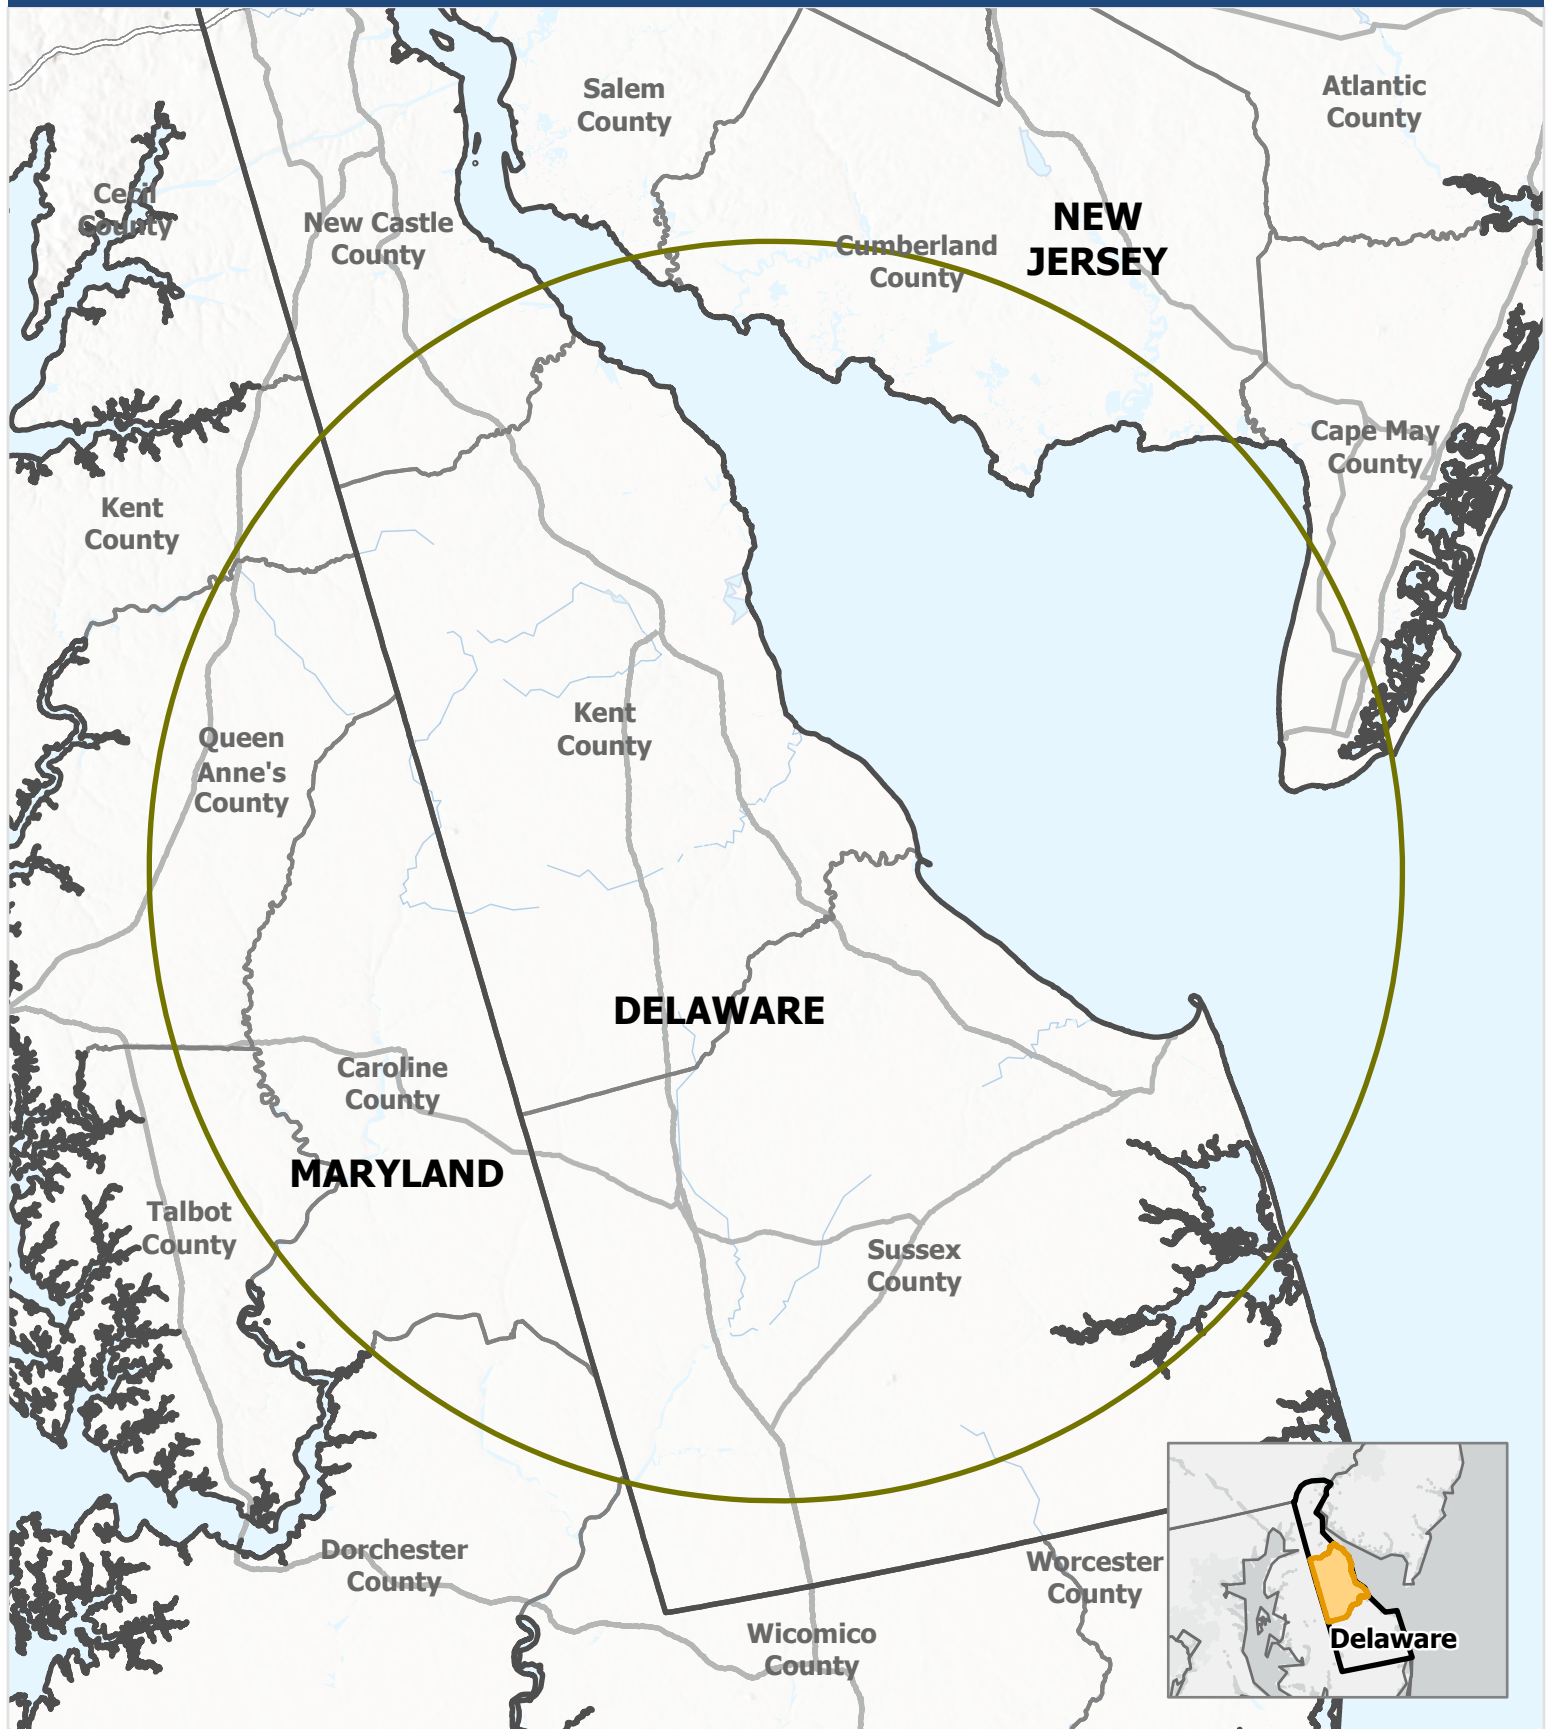 Salem
County
Atlantic
County
Cecil
County
New Castle
County
NEW
JERSEY
Cumberland
County
Cape May
County
Kent
County
Kent
County
Queen
Anne's
County
DELAWARE
Caroline
County
MARYLAND
Talbot
County
Sussex
County
Dorchester
County
Worcester
County
Wicomico
County
Delaware